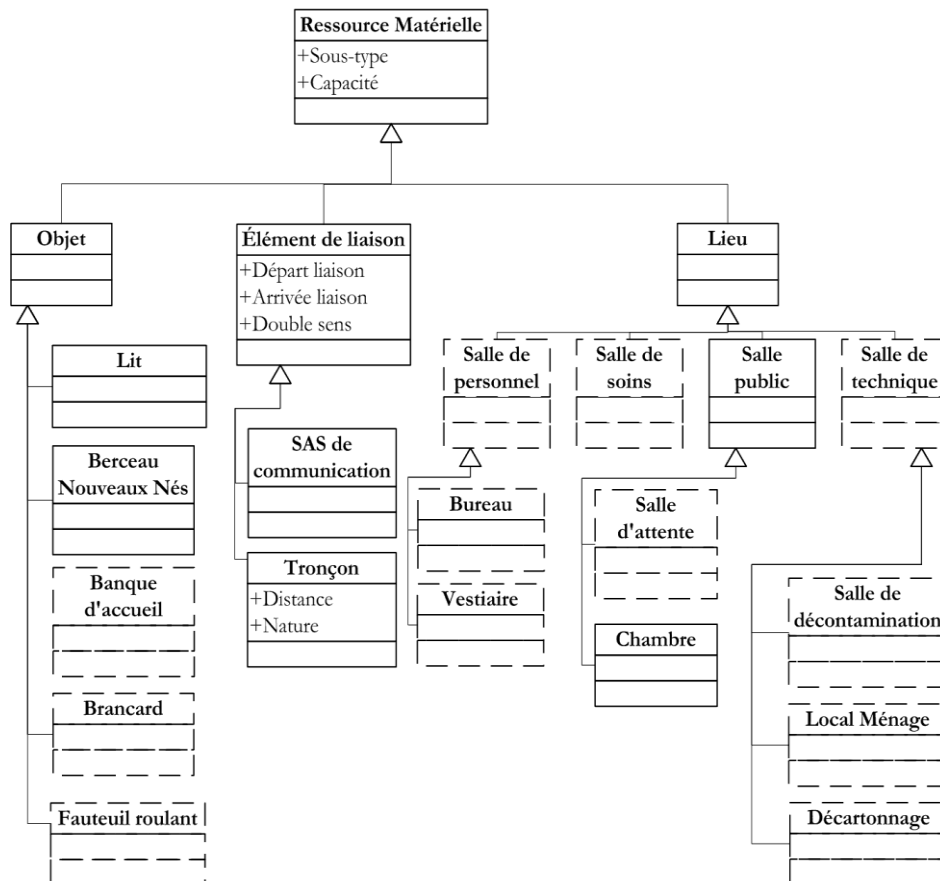 Ressource Matérielle
+Sous-type
+Capacité
Objet
Élément de liaison
+Départ liaison
+Arrivée liaison
+Double sens
Lieu
Lit
Berceau
Nouveaux Nés
Banque
d'accueil
Brancard
Fauteuil roulant
SAS de
communication
Tronçon
+Distance
+Nature
Salle de
personnel
Salle de
soins
Salle
public
Salle de
technique
Bureau
Vestiaire
Salle
d'attente
Chambre
Salle de
décontamination
Local Ménage
Décartonnage